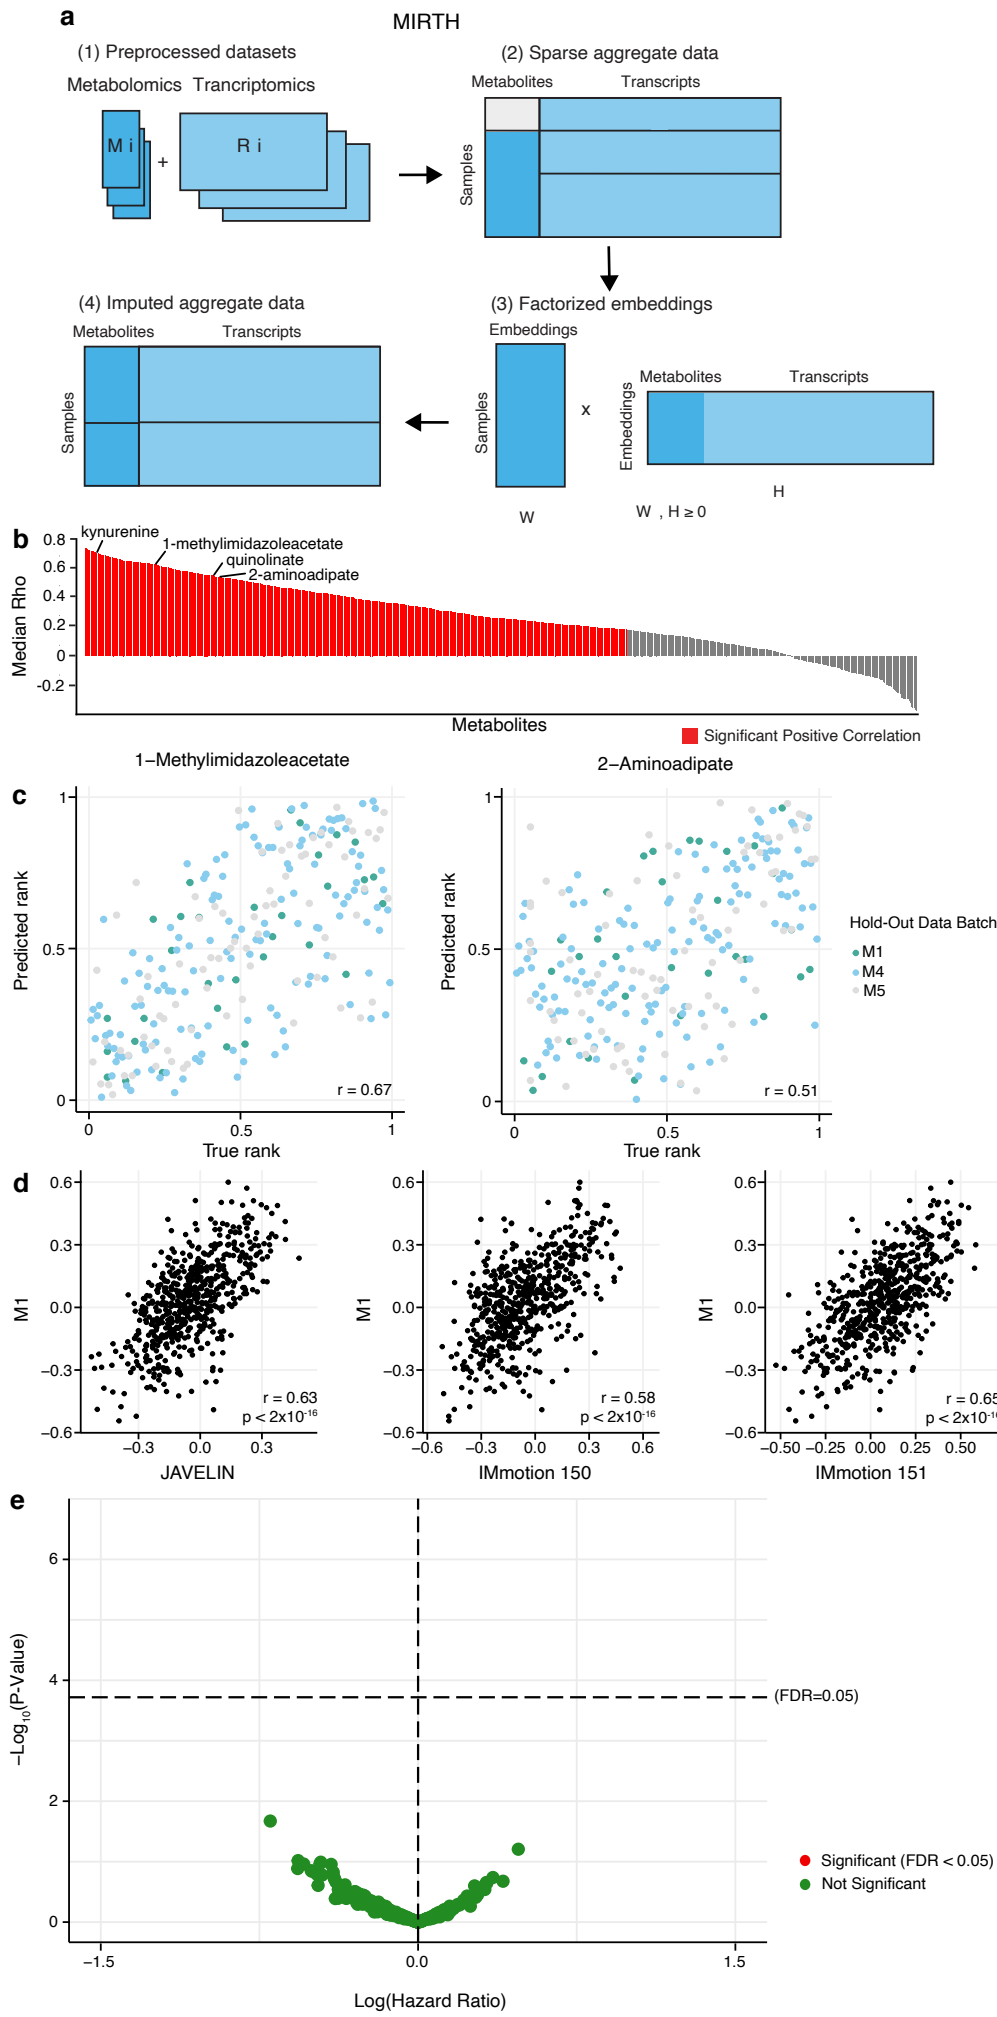 a
MIRTH
(1) Preprocessed datasets
Metabolomics Trancriptomics
M i
+
R i
(2) Sparse aggregate data
Metabolites Transcripts
Samples
(4) Imputed aggregate data
Metabolites Transcripts
Samples
(3) Factorized embeddings
Embeddings
Samples
W
x
Metabolites Transcripts
Embeddings
H
W , H ≥ 0
b
Median Rho
0.8
0.6
0.4
0.2
0
-0.2
kynurenine
1-methylimidazoleacetate
quinolinate
2-aminoadipate
Metabolites
Significant Positive Correlation
c
1−Methylimidazoleacetate
Predicted rank
1
0.5
0
r = 0.67
0 0.5 1
True rank
2−Aminoadipate
Predicted rank
1
0.5
0
r = 0.51
0 0.5 1
True rank
Hold-Out Data Batch
M1
M4
M5
d
M1
0.6
0.3
0.0
−0.3
−0.6
r = 0.63
p < 2x10⁻¹⁶
−0.3 0.0 0.3
JAVELIN
M1
0.6
0.3
0.0
−0.3
−0.6
r = 0.58
p < 2x10⁻¹⁶
−0.6 −0.3 0.0 0.3 0.6
IMmotion 150
M1
0.6
0.3
0.0
−0.3
−0.6
r = 0.65
p < 2x10⁻¹⁶
−0.50 −0.25 0.00 0.25 0.50
IMmotion 151
e
−Log₁₀(P-Value)
6
4
2
0
(FDR=0.05)
Significant (FDR < 0.05)
Not Significant
−1.5 0.0 1.5
Log(Hazard Ratio)